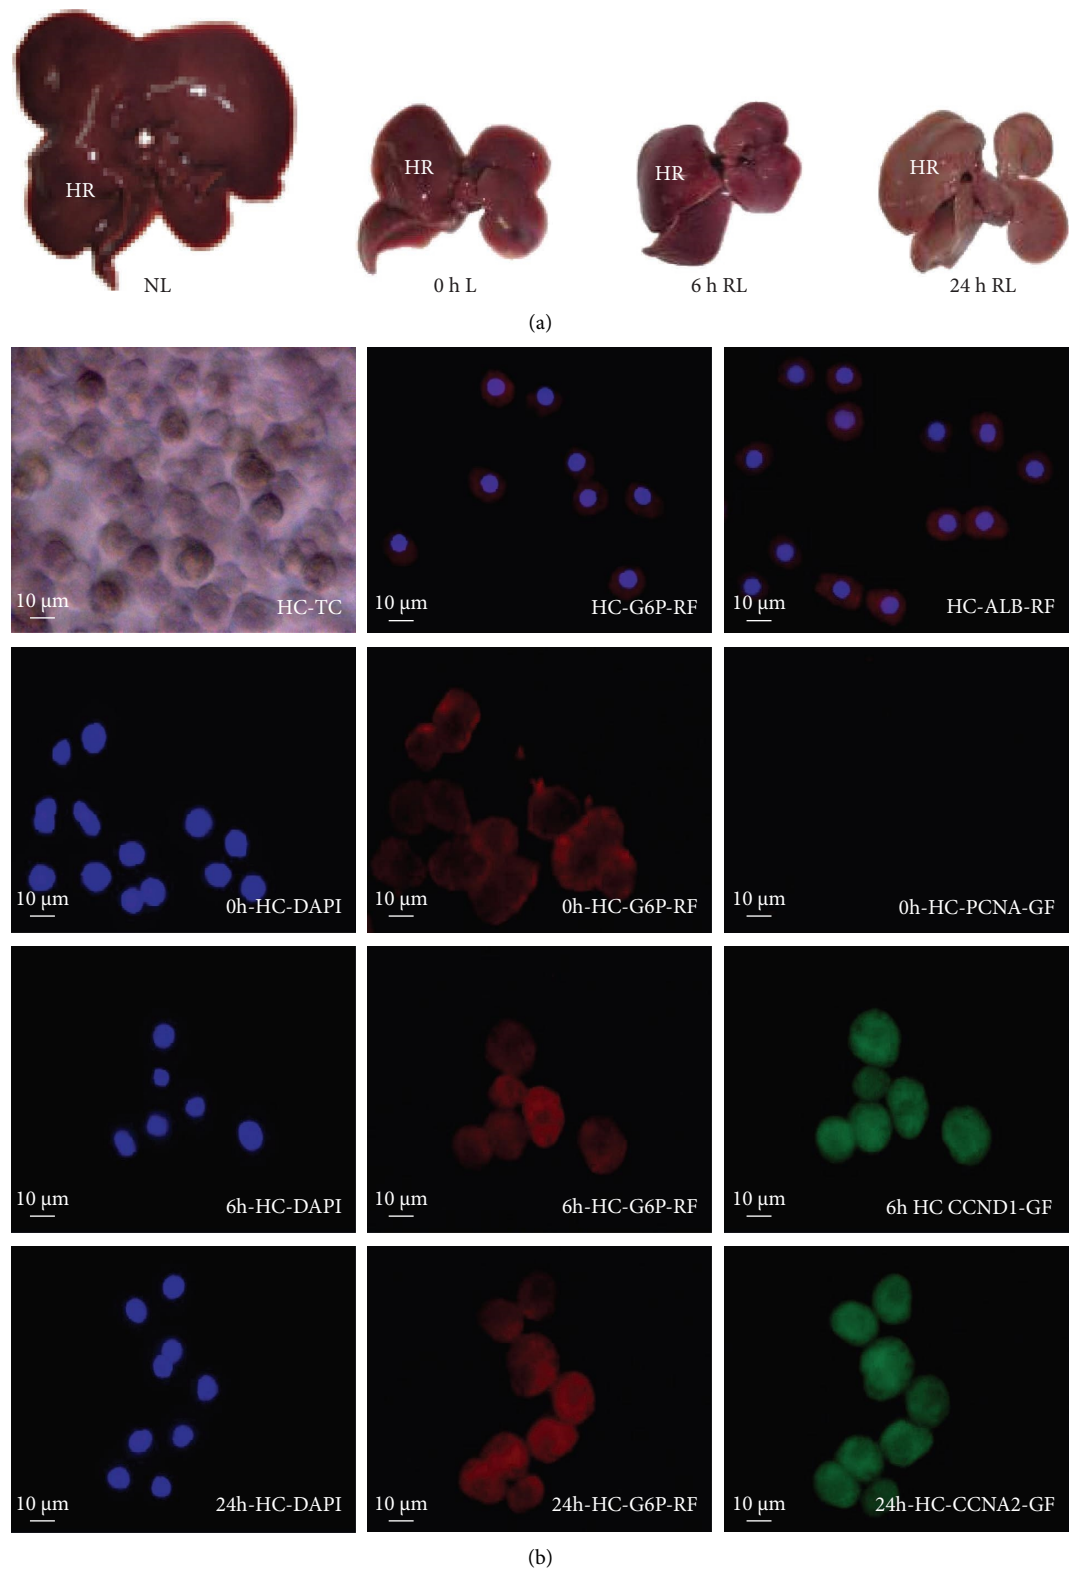 HR
HR
HR
HR
NL
0 h L
6 h RL
24 h RL
(a)
10 μm
HC-TC
10 μm
HC-G6P-RF
10 μm
HC-ALB-RF
10 μm
0h-HC-DAPI
10 μm
0h-HC-G6P-RF
10 μm
0h-HC-PCNA-GF
10 μm
6h-HC-DAPI
10 μm
6h-HC-G6P-RF
10 μm
6h HC CCND1-GF
10 μm
24h-HC-DAPI
10 μm
24h-HC-G6P-RF
10 μm
24h-HC-CCNA2-GF
(b)